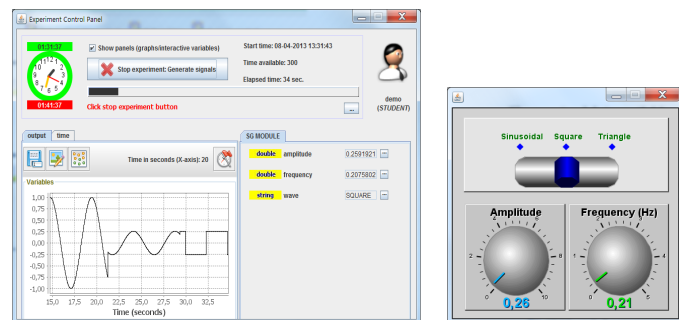 Experiment Control Panel
01:31:37
01:41:37
Show panels (graphs/interactive variables)
Stop experiment: Generate signals
Click stop experiment button
...
Start time: 08-04-2013 13:31:43
Time available: 300
Elapsed time: 34 sec.
demo
(STUDENT)
output time
Time in seconds (X-axis): 20
Variables
1,00
0,75
0,50
0,25
0,00
-0,25
-0,50
-0,75
-1,00
15,0 17,5 20,0 22,5 25,0 27,5 30,0 32,5
Time (seconds)
SG MODULE
double amplitude 0.2591921
double frequency 0.2075802
string wave SQUARE
Sinusoidal Square Triangle
Amplitude
0 2 4 6 8 10
0,26
Frequency (Hz)
0 1 2 3 4 5
0,21